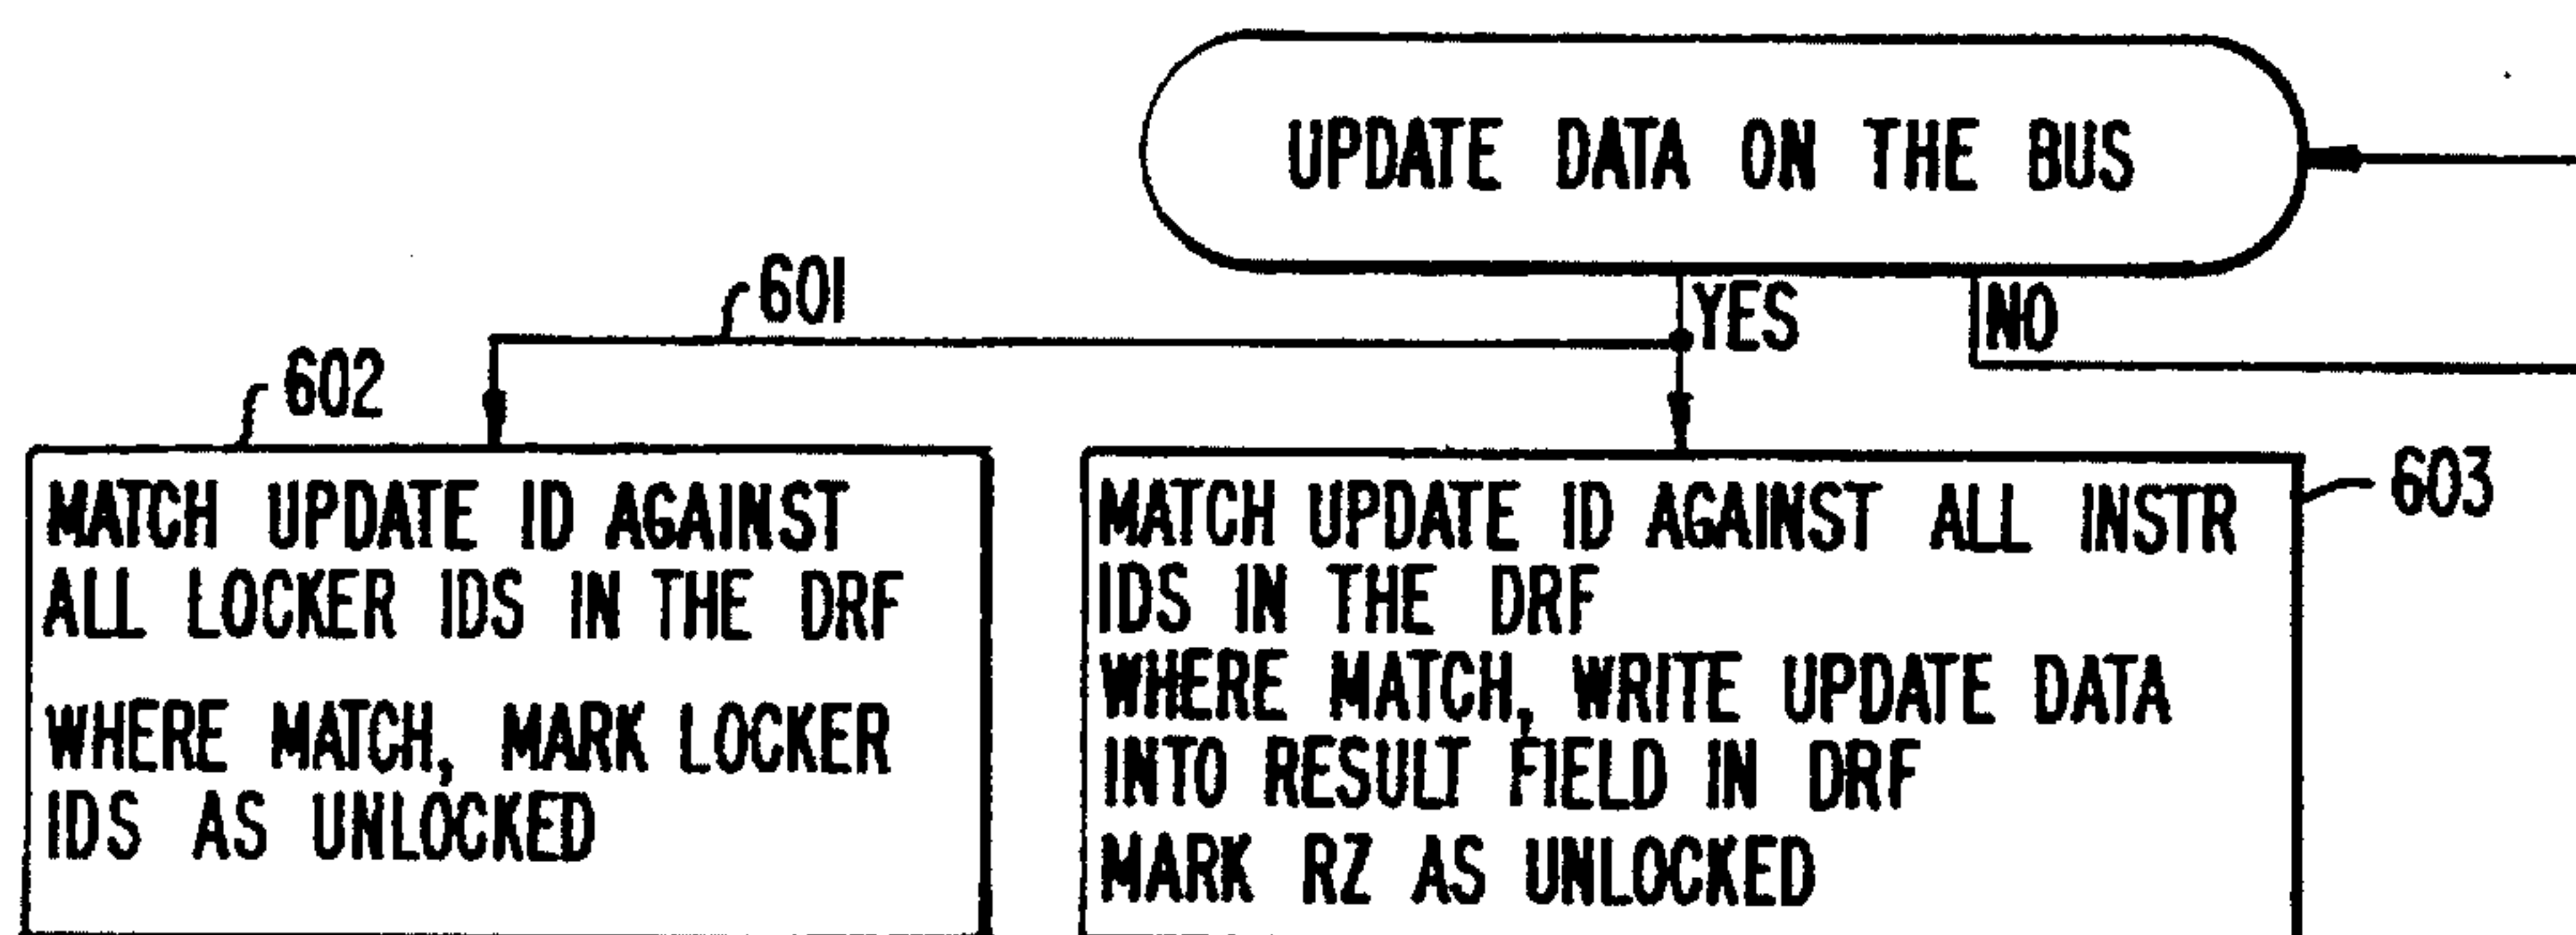 UPDATE DATA ON THE BUS
601
YES
NO
602
MATCH UPDATE ID AGAINST
ALL LOCKER IDS IN THE DRF
WHERE MATCH, MARK LOCKER
IDS AS UNLOCKED
603
MATCH UPDATE ID AGAINST ALL INSTR
IDS IN THE DRF
WHERE MATCH, WRITE UPDATE DATA
INTO RESULT FIELD IN DRF
MARK RZ AS UNLOCKED